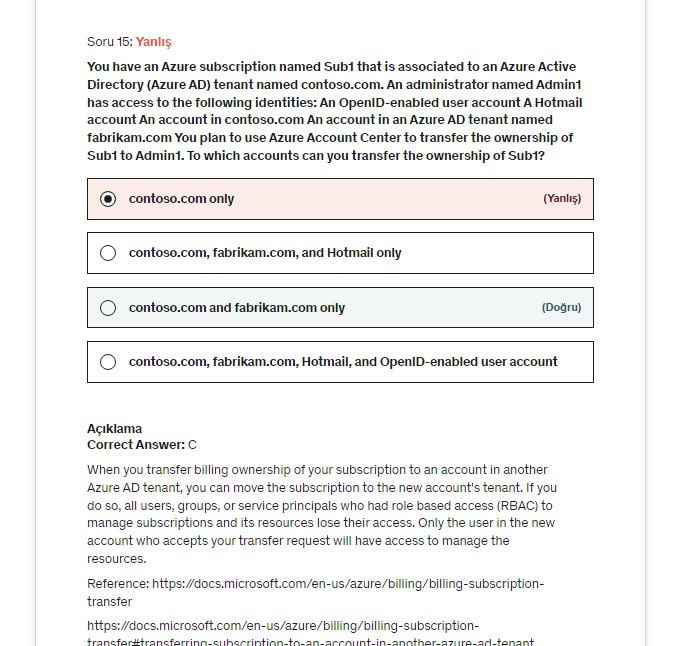 Soru 15: Yanlış
You have an Azure subscription named Sub1 that is associated to an Azure Active
Directory (Azure AD) tenant named contoso.com. An administrator named Admin1
has access to the following identities: An OpenID-enabled user account A Hotmail
account An account in contoso.com An account in an Azure AD tenant named
fabrikam.com You plan to use Azure Account Center to transfer the ownership of
Sub1 to Admin1. To which accounts can you transfer the ownership of Sub1?
contoso.com only (Yanlış)
contoso.com, fabrikam.com, and Hotmail only
contoso.com and fabrikam.com only (Doğru)
contoso.com, fabrikam.com, Hotmail, and OpenID-enabled user account
Açıklama
Correct Answer: C
When you transfer billing ownership of your subscription to an account in another
Azure AD tenant, you can move the subscription to the new account's tenant. If you
do so, all users, groups, or service principals who had role based access (RBAC) to
manage subscriptions and its resources lose their access. Only the user in the new
account who accepts your transfer request will have access to manage the
resources.
Reference: https://docs.microsoft.com/en-us/azure/billing/billing-subscription-
transfer
https://docs.microsoft.com/en-us/azure/billing/billing-subscription-
transfer#transferring-subscription-to-an-account-in-another-azure-ad-tenant